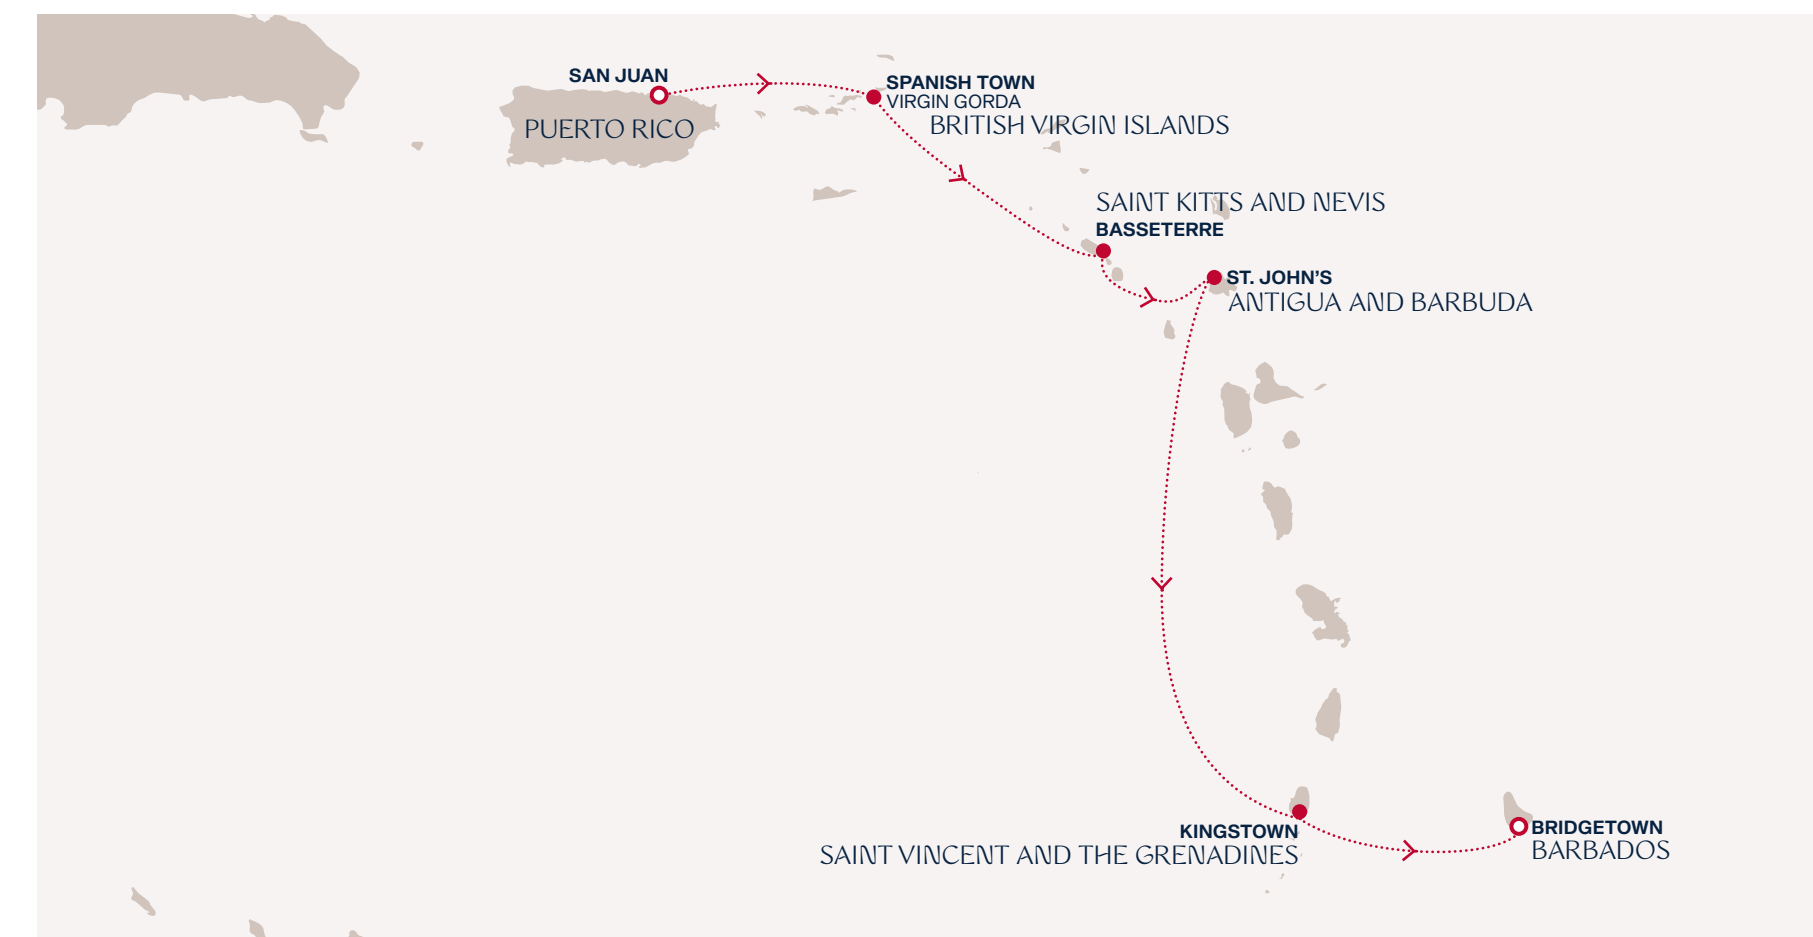 SAN JUAN
PUERTO RICO
SPANISH TOWN
VIRGIN GORDA
BRITISH VIRGIN ISLANDS
SAINT KITTS AND NEVIS
BASSETERRE
ST. JOHN’S
ANTIGUA AND BARBUDA
KINGSTOWN
SAINT VINCENT AND THE GRENADINES
BRIDGETOWN
BARBADOS